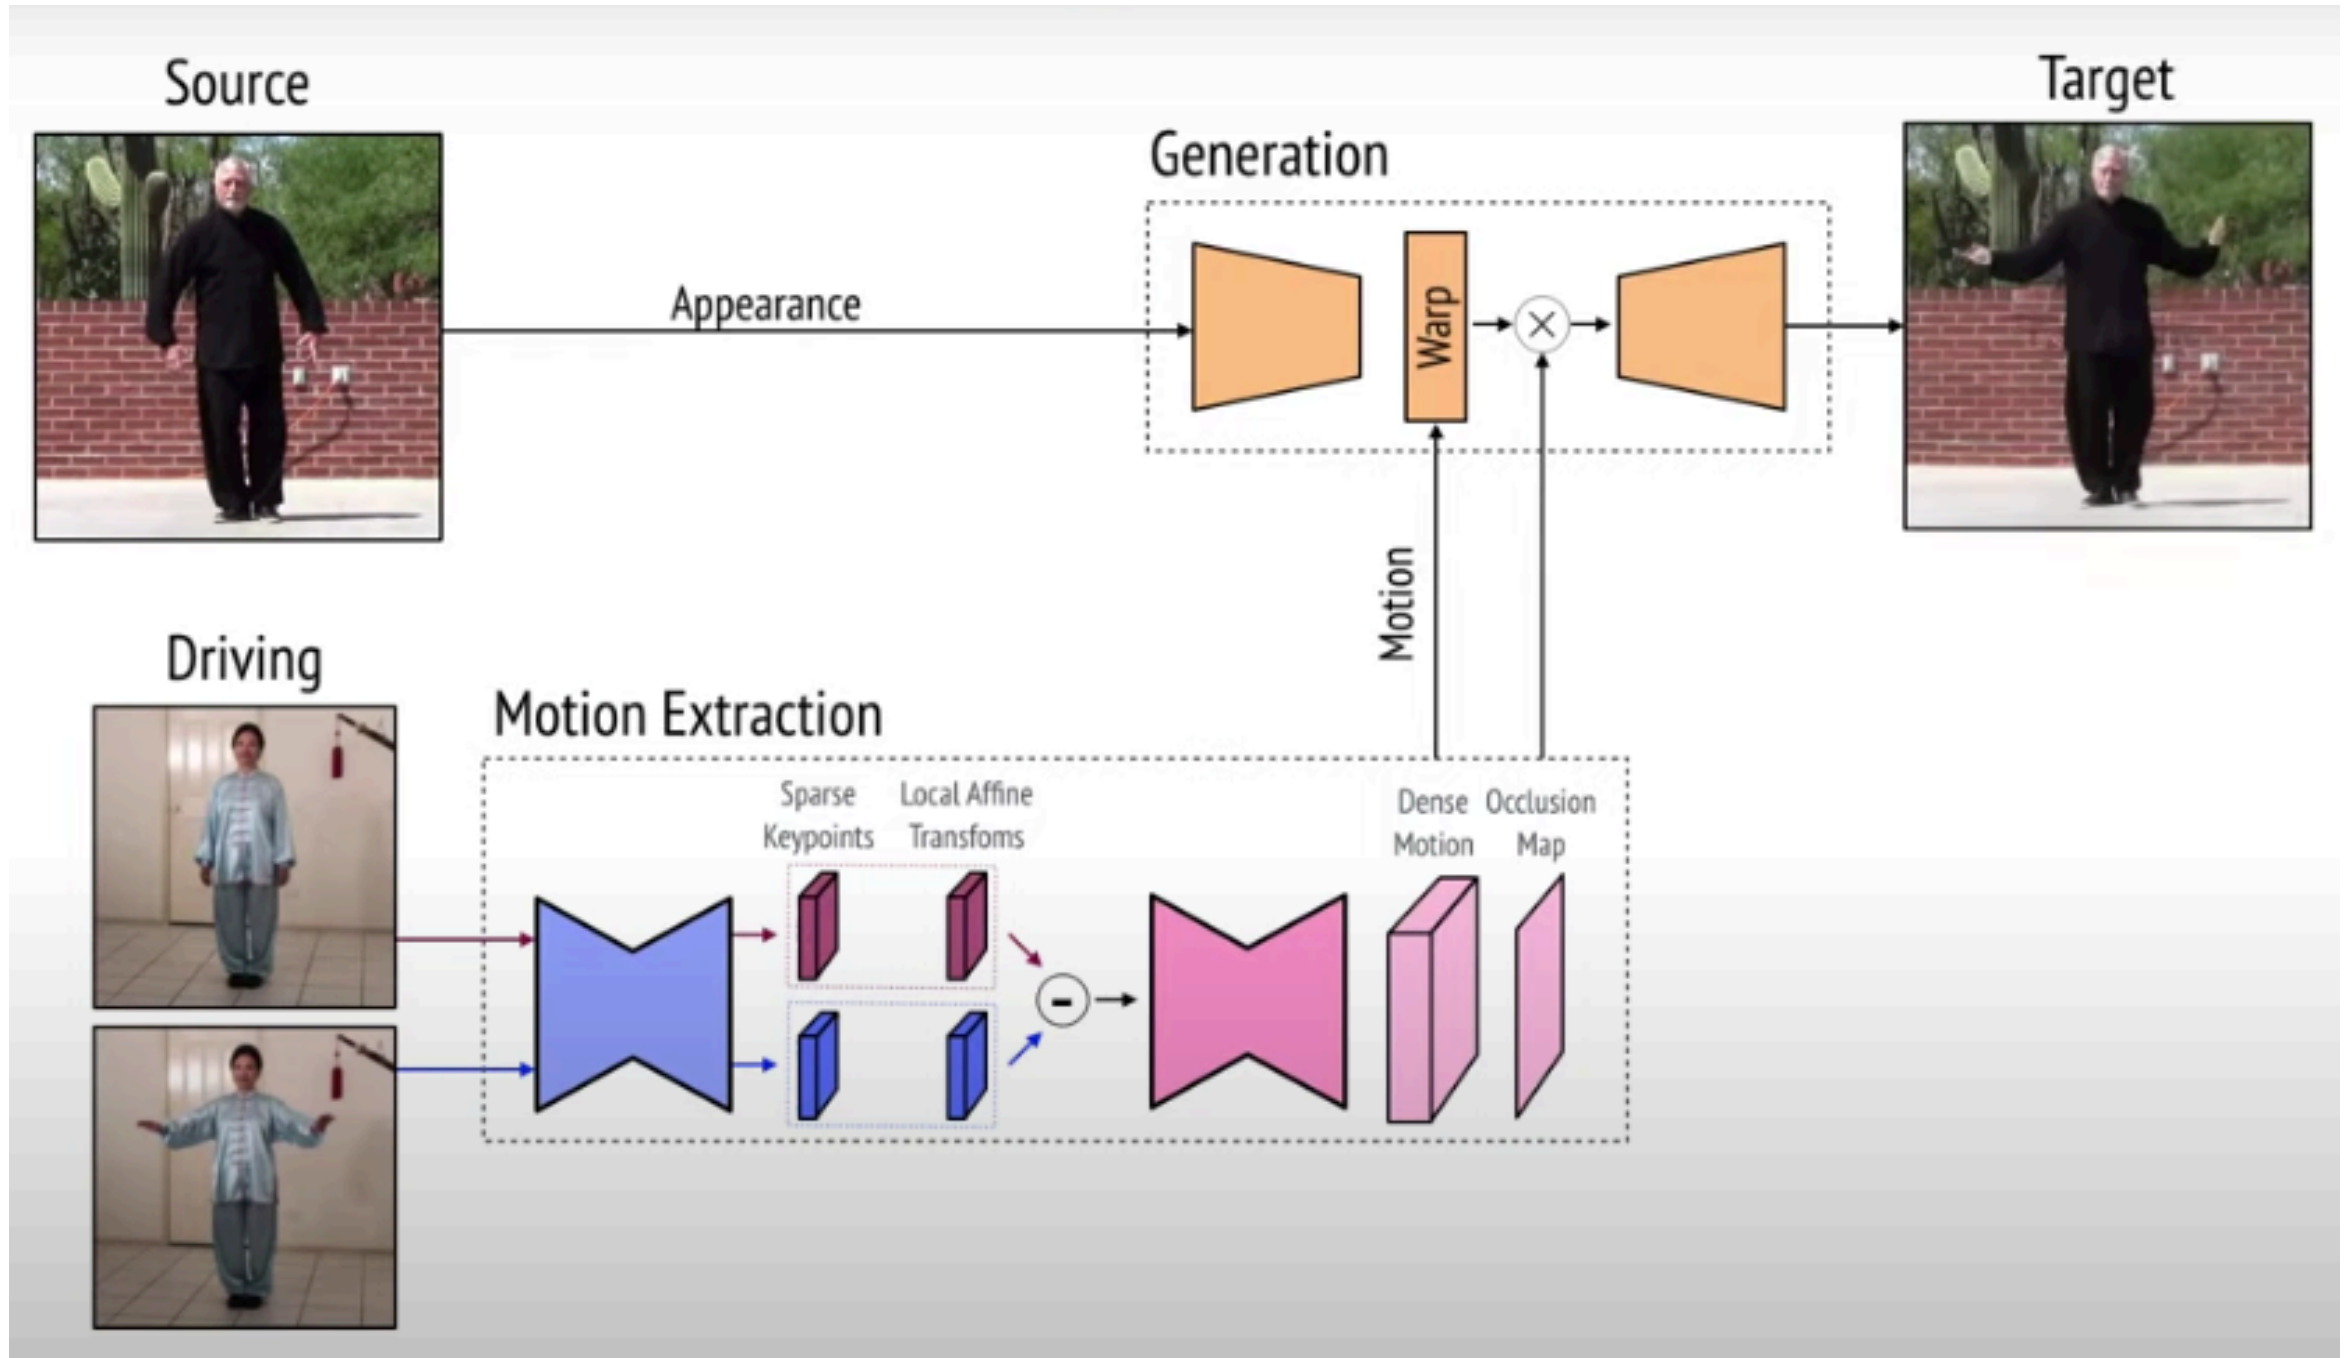 Source
Target
Generation
Appearance
Warp
Motion
Driving
Motion Extraction
Sparse
Keypoints
Local Affine
Transfoms
Dense
Motion
Occlusion
Map